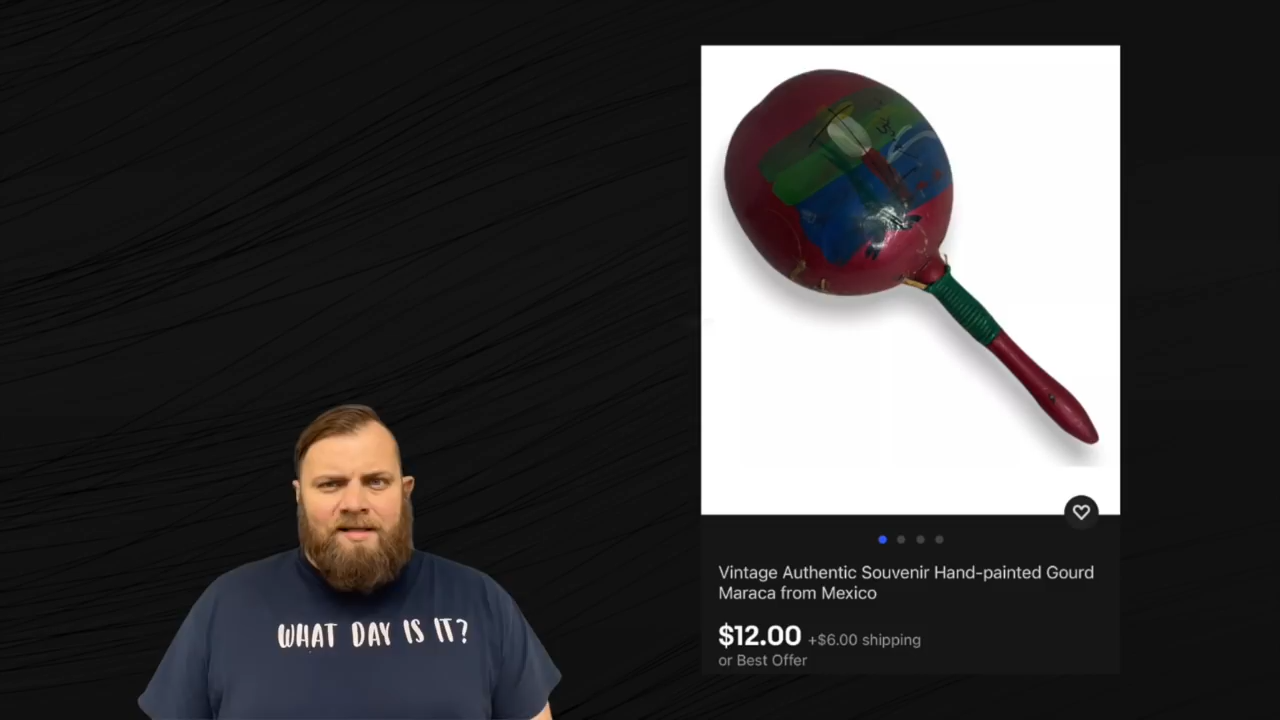 WHAT DAY IS IT?
Vintage Authentic Souvenir Hand-painted Gourd
Maraca from Mexico
$12.00 +$6.00 shipping
or Best Offer